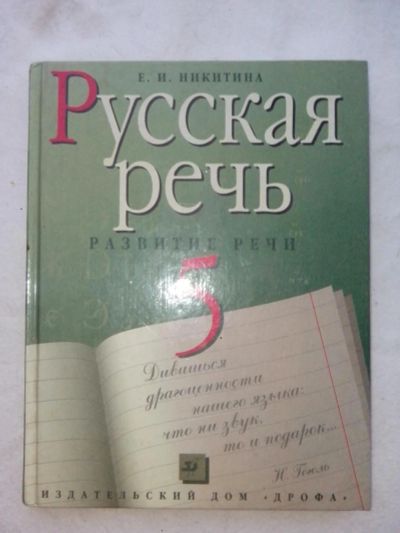 Е. И. НИКИТИНА
Русская
речь
РАЗВИТИЕ РЕЧИ
5
Дивишься
драгоценности
нашего языка:
что ни звук,
то и подарок...
Н. Гоголь
ИЗДАТЕЛЬСКИЙ ДОМ «ДРОФА»